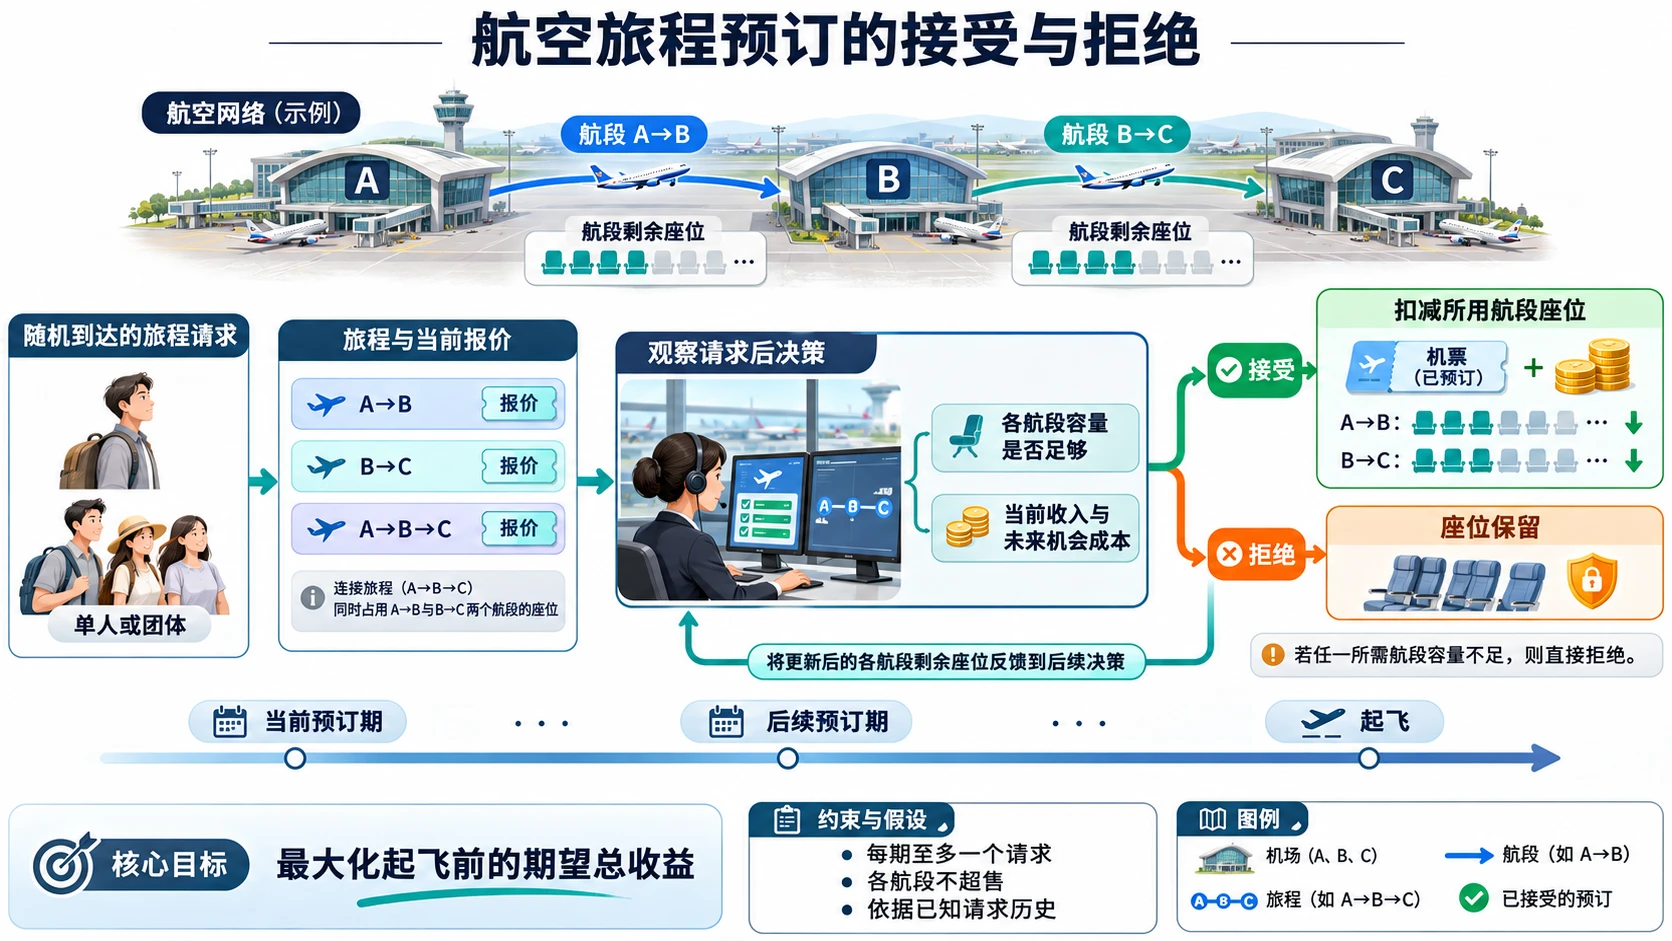 航空旅程预订的接受与拒绝
航空网络（示例）
航段 A→B
航段 B→C
A
B
C
航段剩余座位
…
航段剩余座位
…
随机到达的旅程请求
单人或团体
旅程与当前报价
A→B
报价
B→C
报价
A→B→C
报价
连接旅程（A→B→C）
同时占用 A→B与B→C 两个航段的座位
观察请求后决策
A B C
各航段容量
是否足够
当前收入与
未来机会成本
接受
拒绝
扣减所用航段座位
机票
（已预订）
+
A→B：
…
B→C：
…
座位保留
若任一所需航段容量不足，则直接拒绝。
将更新后的各航段剩余座位反馈到后续决策
当前预订期
...
后续预订期
...
起飞
核心目标
最大化起飞前的期望总收益
约束与假设
• 每期至多一个请求
• 各航段不超售
• 依据已知请求历史
图例
机场（A、B、C）
航段（如 A→B）
A B C
旅程（如 A→B→C）
已接受的预订